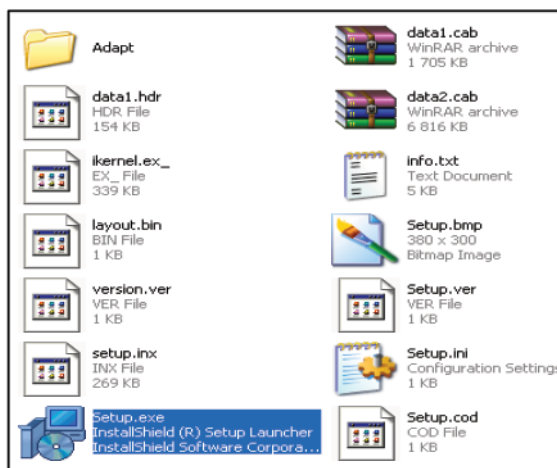 Adapt
data1.cab
WinRAR archive
1 705 KB
data1.hdr
HDR File
154 KB
data2.cab
WinRAR archive
6 816 KB
ikernel.ex_
EX_ File
339 KB
info.txt
Text Document
5 KB
layout.bin
BIN File
1 KB
Setup.bmp
380 x 300
Bitmap Image
version.ver
VER File
1 KB
Setup.ver
VER File
1 KB
setup.inx
INX File
269 KB
Setup.ini
Configuration Settings
1 KB
Setup.exe
InstallShield (R) Setup Launcher
InstallShield Software Corpora...
Setup.cod
COD File
1 KB